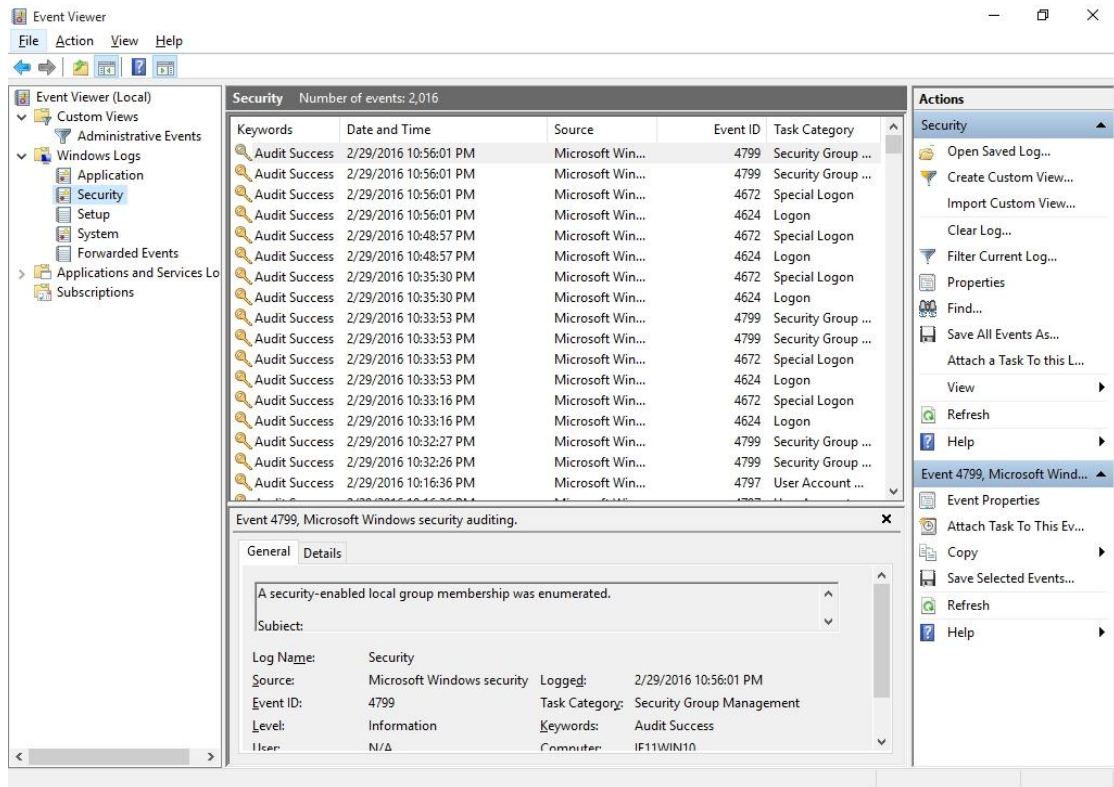 Event Viewer
File Action View Help
Event Viewer (Local)
Custom Views
Administrative Events
Windows Logs
Application
Security
Setup
System
Forwarded Events
Applications and Services Lo
Subscriptions
Security Number of events: 2,016
Keywords Date and Time Source Event ID Task Category
Audit Success 2/29/2016 10:56:01 PM Microsoft Win... 4799 Security Group ...
Audit Success 2/29/2016 10:56:01 PM Microsoft Win... 4799 Security Group ...
Audit Success 2/29/2016 10:56:01 PM Microsoft Win... 4672 Special Logon
Audit Success 2/29/2016 10:56:01 PM Microsoft Win... 4624 Logon
Audit Success 2/29/2016 10:48:57 PM Microsoft Win... 4672 Special Logon
Audit Success 2/29/2016 10:48:57 PM Microsoft Win... 4624 Logon
Audit Success 2/29/2016 10:35:30 PM Microsoft Win... 4672 Special Logon
Audit Success 2/29/2016 10:35:30 PM Microsoft Win... 4624 Logon
Audit Success 2/29/2016 10:33:53 PM Microsoft Win... 4799 Security Group ...
Audit Success 2/29/2016 10:33:53 PM Microsoft Win... 4799 Security Group ...
Audit Success 2/29/2016 10:33:53 PM Microsoft Win... 4672 Special Logon
Audit Success 2/29/2016 10:33:53 PM Microsoft Win... 4624 Logon
Audit Success 2/29/2016 10:33:16 PM Microsoft Win... 4672 Special Logon
Audit Success 2/29/2016 10:33:16 PM Microsoft Win... 4624 Logon
Audit Success 2/29/2016 10:32:27 PM Microsoft Win... 4799 Security Group ...
Audit Success 2/29/2016 10:32:26 PM Microsoft Win... 4799 Security Group ...
Audit Success 2/29/2016 10:16:36 PM Microsoft Win... 4797 User Account ...
Event 4799, Microsoft Windows security auditing.
General Details
A security-enabled local group membership was enumerated.
Subject:
Log Name: Security
Source: Microsoft Windows security Logged: 2/29/2016 10:56:01 PM
Event ID: 4799 Task Category: Security Group Management
Level: Information Keywords: Audit Success
User: N/A Computer: IE11WIN10
Actions
Security
Open Saved Log...
Create Custom View...
Import Custom View...
Clear Log...
Filter Current Log...
Properties
Find...
Save All Events As...
Attach a Task To this L...
View
Refresh
Help
Event 4799, Microsoft Wind...
Event Properties
Attach Task To This Ev...
Copy
Save Selected Events...
Refresh
Help